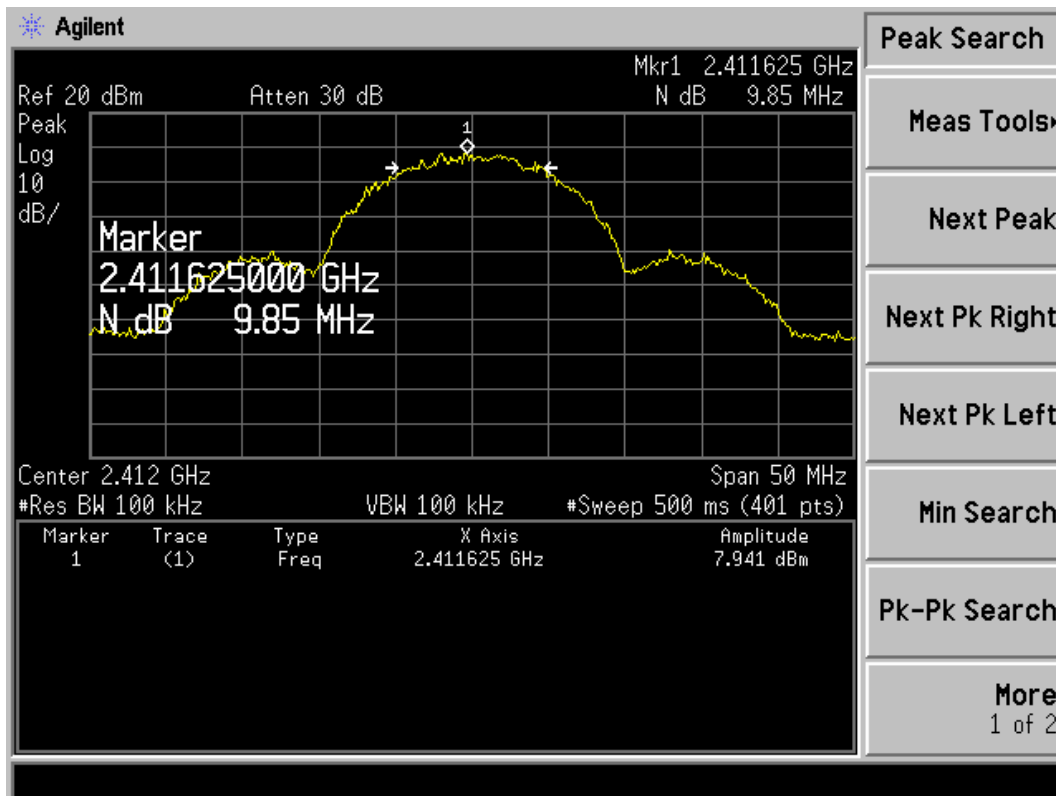 Agilent
Peak Search
Mkr1 2.411625 GHz
Ref 20 dBm Atten 30 dB N dB 9.85 MHz
Peak
Log
10
dB/
1
Marker
2.411625000 GHz
N dB 9.85 MHz
Center 2.412 GHz Span 50 MHz
#Res BW 100 kHz VBW 100 kHz #Sweep 500 ms (401 pts)
Marker Trace Type X Axis Amplitude
1 (1) Freq 2.411625 GHz 7.941 dBm
Meas Tools
Next Peak
Next Pk Right
Next Pk Left
Min Search
Pk-Pk Search
More
1 of 2